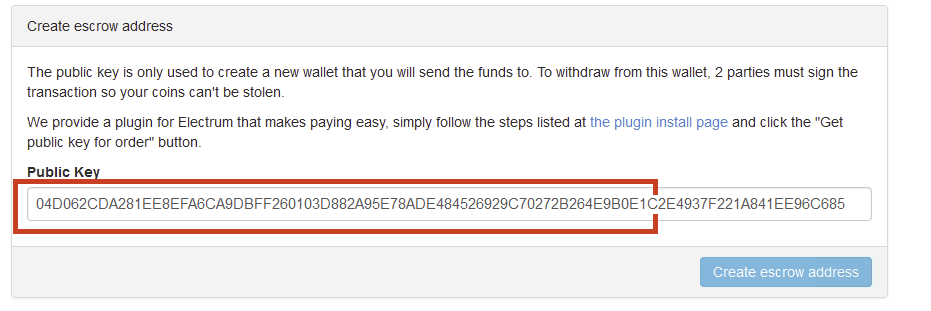 Create escrow address
The public key is only used to create a new wallet that you will send the funds to. To withdraw from this wallet, 2 parties must sign the
transaction so your coins can't be stolen.
We provide a plugin for Electrum that makes paying easy, simply follow the steps listed at the plugin install page and click the "Get
public key for order" button.
Public Key
04D062CDA281EE8EFA6CA9DBFF260103D882A95E78ADE484526929C70272B264E9B0E1C2E4937F221A841EE96C685
Create escrow address